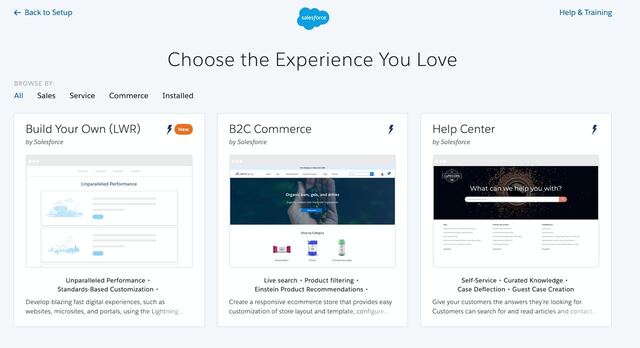 ← Back to Setup
salesforce
Help & Training
Choose the Experience You Love
BROWSE BY:
All Sales Service Commerce Installed
Build Your Own (LWR)
New
by Salesforce
Unparalleled Performance
Unparalleled Performance •
Standards-Based Customization •
Develop blazing fast digital experiences, such as
websites, microsites, and portals, using the Lightning
B2C Commerce
by Salesforce
Organic bars, gels, and drinks
Shop by Category
Live search • Product filtering •
Einstein Product Recommendations •
Create a responsive ecommerce store that provides easy
customization of store layout and template, configure...
Help Center
by Salesforce
CAPRICORN
What can we help you with?
Self-Service • Curated Knowledge •
Case Deflection • Guest Case Creation
Give your customers the answers they're looking for.
Customers can search for and read articles and contact...